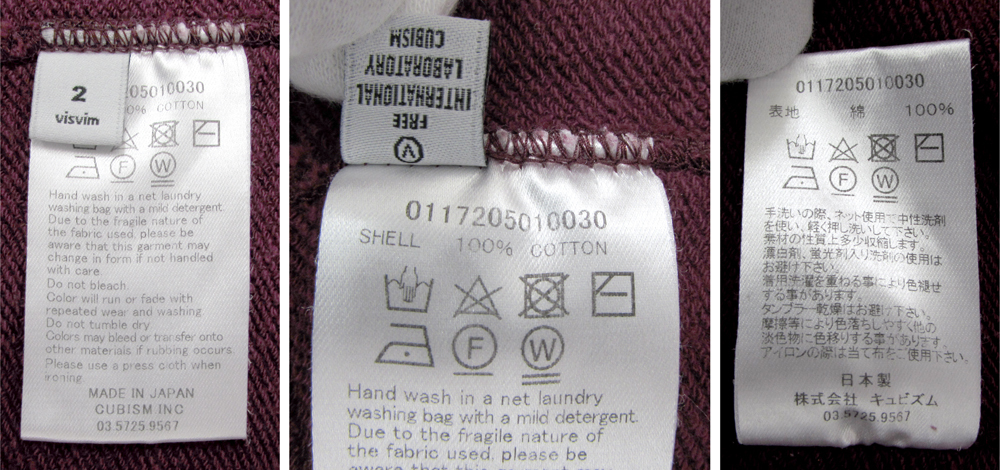 2
visvim
05010030
0% COTTON
F
W
Hand wash in a net laundry
washing bag with a mild detergent.
Due to the fragile nature of
the fabric used, please be
aware that this garment may
change in form if not handled
with care.
Do not bleach.
Color will run or fade with
repeated wear and washing
Do not tumble dry.
Colors may bleed or transfer onto
other materials if rubbing occurs.
Please use a press cloth when
ironing.
MADE IN JAPAN
CUBISM INC
03.5725.9567
FREE
INTERNATIONAL
LABORATORY
CUBISM
0117205010030
SHELL 100% COTTON
F
W
Hand wash in a net laundry
washing bag with a mild detergent.
Due to the fragile nature of
the fabric used, please be
aware that this garment may
0117205010030
表地 綿 100%
F
W
手洗いの際、ネット使用で中性洗剤
を使い、軽く押し洗いして下さい。
素材の性質上多少収縮します。
漂白剤、蛍光剤入り洗剤の使用は
お避け下さい。
着用洗濯を重ねる事により色褪せ
する事があります。
タンブラー乾燥はお避け下さい。
摩擦等により色落ちしやすく他の
淡色物に色移りする事があります。
アイロンの際は当て布をご使用下さい。
日本製
株式会社 キュビズム
03.5725.9567